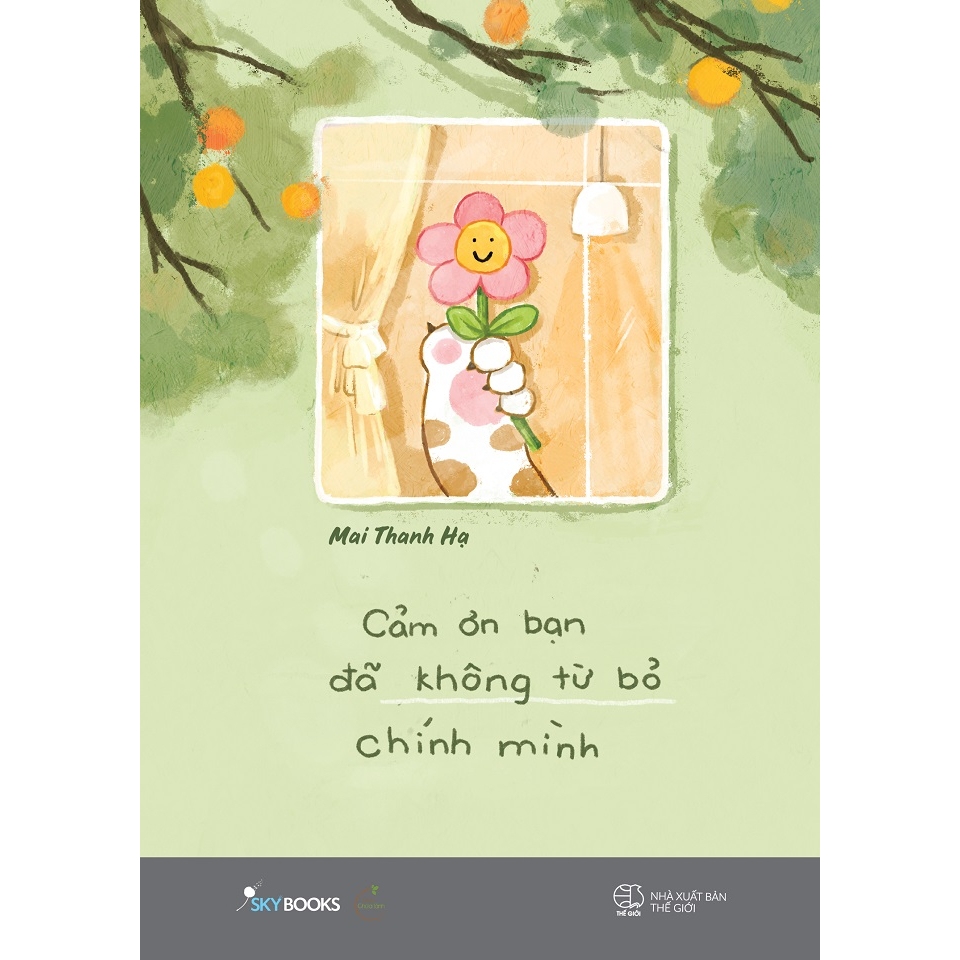 Mai Thanh Hạ
Cảm ơn bạn
đã không từ bỏ
chính mình
SKYBOOKS
THẾ GIỚI
NHÀ XUẤT BẢN
THẾ GIỚI